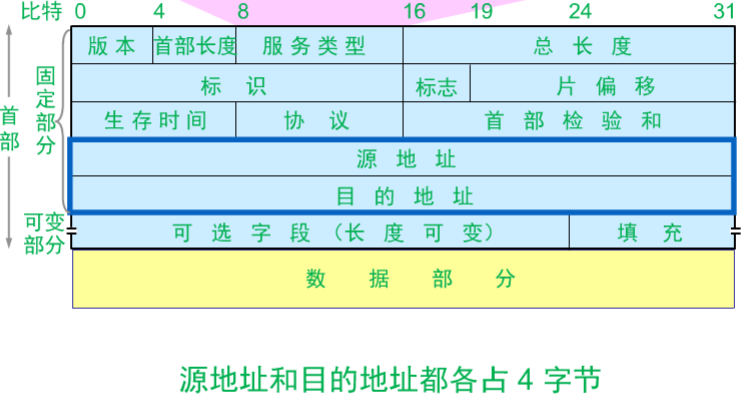 比特 0 4 8 16 19 24 31
版本 首部长度 服务类型 总长度
标识 标志 片偏移
生存时间 协议 首部检验和
源地址
目的地址
可选字段（长度可变） 填充
数据部分
首部
固定部分
可变部分
源地址和目的地址都各占 4 字节